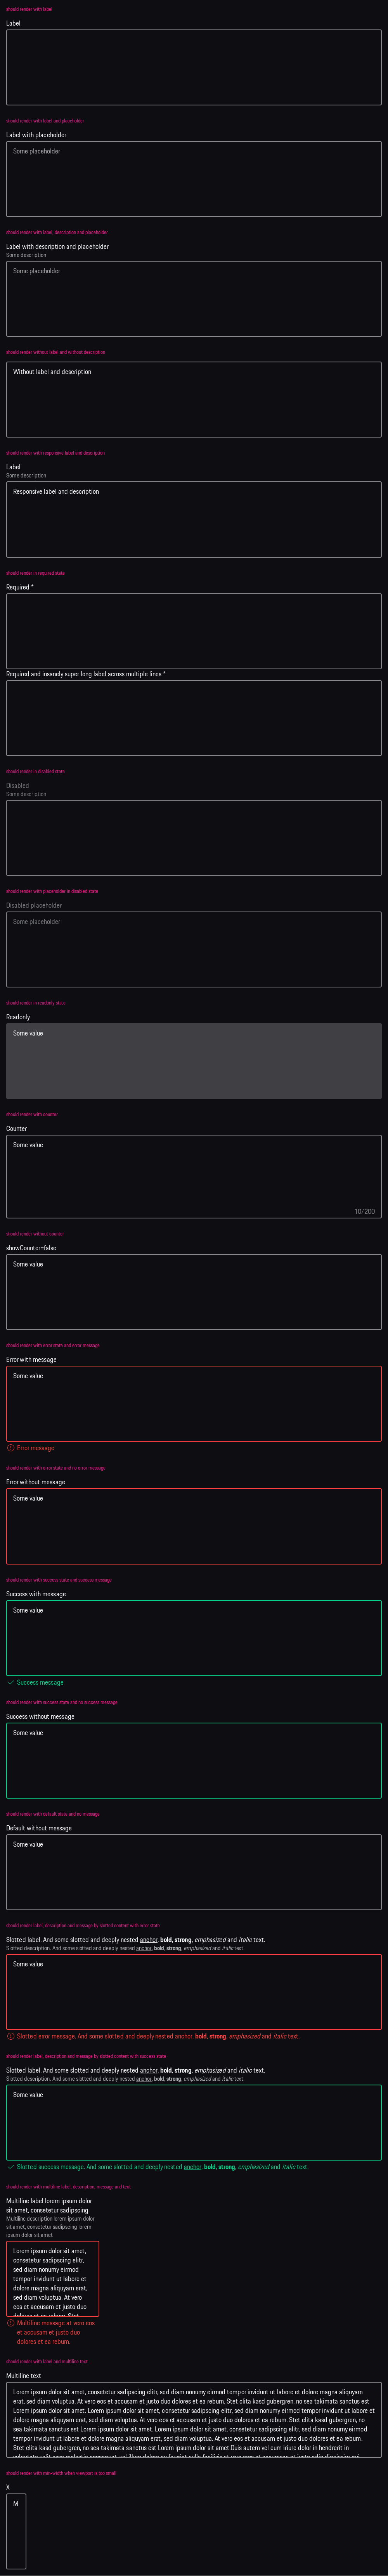 should render with label
Label
should render with label and placeholder
Label with placeholder
Some placeholder
should render with label, description and placeholder
Label with description and placeholder
Some description
Some placeholder
should render without label and without description
Without label and description
should render with responsive label and description
Label
Some description
Responsive label and description
should render in required state
Required *
Required and insanely super long label across multiple lines *
should render in disabled state
Disabled
Some description
should render with placeholder in disabled state
Disabled placeholder
Some placeholder
should render in readonly state
Readonly
Some value
should render with counter
Counter
Some value
10/200
should render without counter
showCounter=false
Some value
should render with error state and error message
Error with message
Some value
Error message
should render with error state and no error message
Error without message
Some value
should render with success state and success message
Success with message
Some value
Success message
should render with success state and no success message
Success without message
Some value
should render with default state and no message
Default without message
Some value
should render label, description and message by slotted content with error state
Slotted label. And some slotted and deeply nested anchor, bold, strong, emphasized and italic text.
Slotted description. And some slotted and deeply nested anchor, bold, strong, emphasized and italic text.
Some value
Slotted error message. And some slotted and deeply nested anchor, bold, strong, emphasized and italic text.
should render label, description and message by slotted content with success state
Slotted label. And some slotted and deeply nested anchor, bold, strong, emphasized and italic text.
Slotted description. And some slotted and deeply nested anchor, bold, strong, emphasized and italic text.
Some value
Slotted success message. And some slotted and deeply nested anchor, bold, strong, emphasized and italic text.
should render with multiline label, description, message and text
Multiline label lorem ipsum dolor
sit amet, consetetur sadipscing
Multiline description lorem ipsum dolor
sit amet, consetetur sadipscing lorem
ipsum dolor sit amet
Lorem ipsum dolor sit amet,
consetetur sadipscing elitr,
sed diam nonumy eirmod
tempor invidunt ut labore et
dolore magna aliquyam erat,
sed diam voluptua. At vero
eos et accusam et justo duo
dolores et ea rebum. Stet
Multiline message at vero eos
et accusam et justo duo
dolores et ea rebum.
should render with label and multiline text
Multiline text
Lorem ipsum dolor sit amet, consetetur sadipscing elitr, sed diam nonumy eirmod tempor invidunt ut labore et dolore magna aliquyam
erat, sed diam voluptua. At vero eos et accusam et justo duo dolores et ea rebum. Stet clita kasd gubergren, no sea takimata sanctus est
Lorem ipsum dolor sit amet. Lorem ipsum dolor sit amet, consetetur sadipscing elitr, sed diam nonumy eirmod tempor invidunt ut labore et
dolore magna aliquyam erat, sed diam voluptua. At vero eos et accusam et justo duo dolores et ea rebum. Stet clita kasd gubergren, no
sea takimata sanctus est Lorem ipsum dolor sit amet. Lorem ipsum dolor sit amet, consetetur sadipscing elitr, sed diam nonumy eirmod
tempor invidunt ut labore et dolore magna aliquyam erat, sed diam voluptua. At vero eos et accusam et justo duo dolores et ea rebum.
Stet clita kasd gubergren, no sea takimata sanctus est Lorem ipsum dolor sit amet.Duis autem vel eum iriure dolor in hendrerit in
vulputate velit esse molestie consequat, vel illum dolore eu feugiat nulla facilisis at vero eros et accumsan et iusto odio dignissim qui
should render with min-width when viewport is too small
X
M